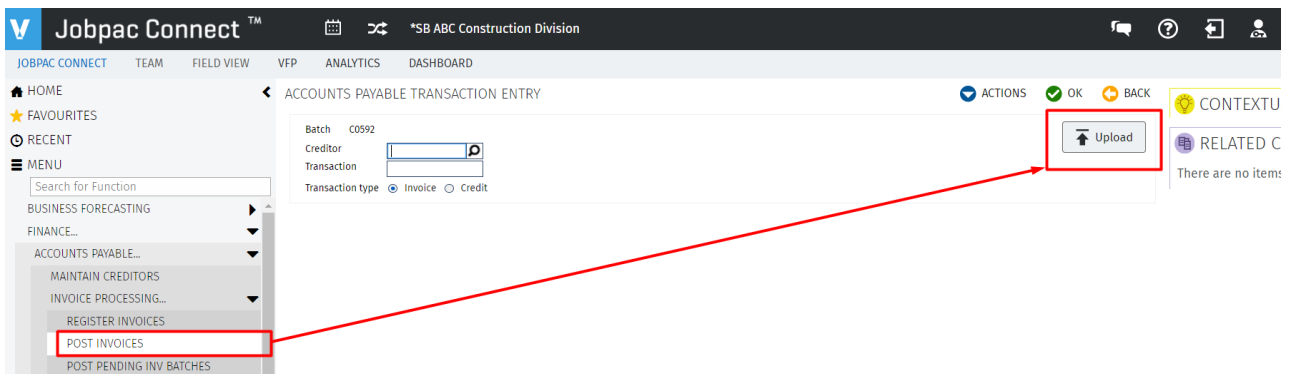 Jobpac Connect ™
*SB ABC Construction Division
JOBPAC CONNECT TEAM FIELD VIEW VFP ANALYTICS DASHBOARD
HOME
FAVOURITES
RECENT
MENU
Search for Function
BUSINESS FORECASTING
FINANCE...
ACCOUNTS PAYABLE...
MAINTAIN CREDITORS
INVOICE PROCESSING...
REGISTER INVOICES
POST INVOICES
POST PENDING INV BATCHES
ACCOUNTS PAYABLE TRANSACTION ENTRY
ACTIONS OK BACK
Batch C0592
Creditor
Transaction
Transaction type Invoice Credit
Upload
CONTEXTU
RELATED C
There are no items